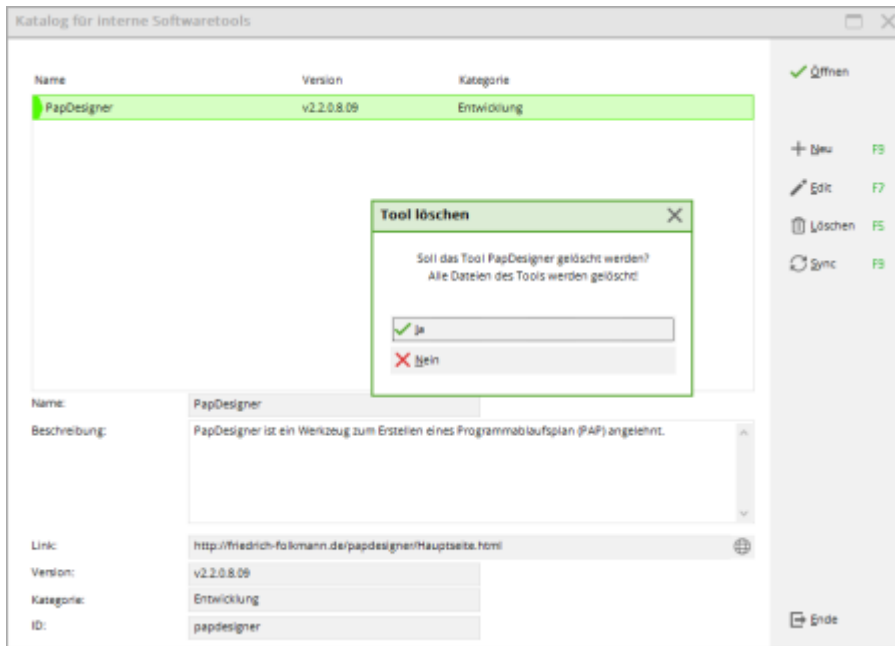 Katalog für interne Softwaretools
Name Version Kategorie
PapDesigner v2.2.0.8.09 Entwicklung
Öffnen
Neu F9
Edit F7
Löschen F5
Sync F9
Tool löschen
Soll das Tool PapDesigner gelöscht werden?
Alle Dateien des Tools werden gelöscht!
Ja
Nein
Name: PapDesigner
Beschreibung: PapDesigner ist ein Werkzeug zum Erstellen eines Programmablaufsplan (PAP) angelehnt.
Link: http://friedrich-folkmann.de/papdesigner/Hauptseite.html
Version: v2.2.0.8.09
Kategorie: Entwicklung
ID: papdesigner
Ende